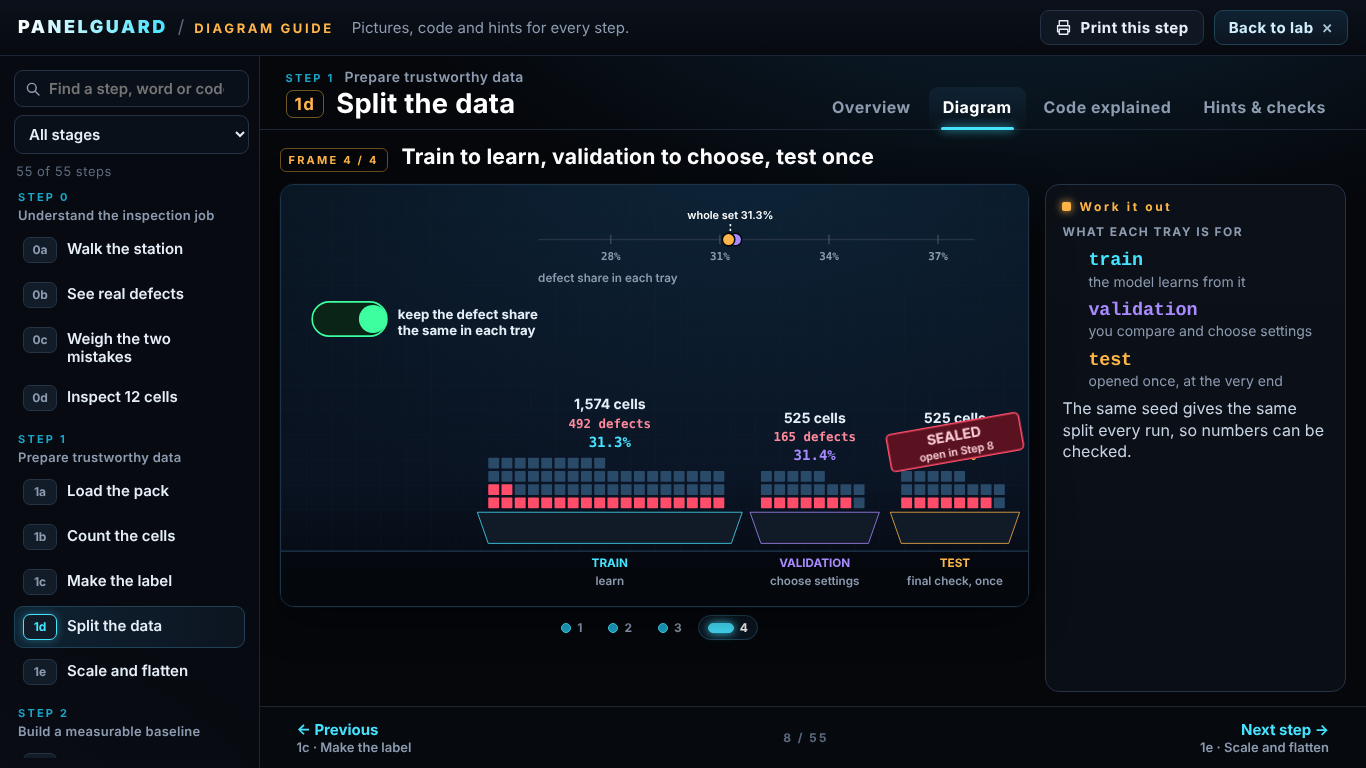 PANELGUARD / DIAGRAM GUIDE Pictures, code and hints for every step.
Print this step
Back to lab ×
Find a step, word or cod
All stages
55 of 55 steps
STEP 0
Understand the inspection job
0a Walk the station
0b See real defects
0c Weigh the two
mistakes
0d Inspect 12 cells
STEP 1
Prepare trustworthy data
1a Load the pack
1b Count the cells
1c Make the label
1d Split the data
1e Scale and flatten
STEP 2
Build a measurable baseline
STEP 1 Prepare trustworthy data
1d Split the data
Overview
Diagram
Code explained
Hints & checks
FRAME 4 / 4 Train to learn, validation to choose, test once
whole set 31.3%
28% 31% 34% 37%
defect share in each tray
keep the defect share
the same in each tray
1,574 cells
492 defects
31.3%
525 cells
165 defects
31.4%
525 cells
SEALED
open in Step 8
TRAIN
learn
VALIDATION
choose settings
TEST
final check, once
1 2 3 4
Work it out
WHAT EACH TRAY IS FOR
train
the model learns from it
validation
you compare and choose settings
test
opened once, at the very end
The same seed gives the same
split every run, so numbers can be
checked.
← Previous
1c · Make the label
8 / 55
Next step →
1e · Scale and flatten